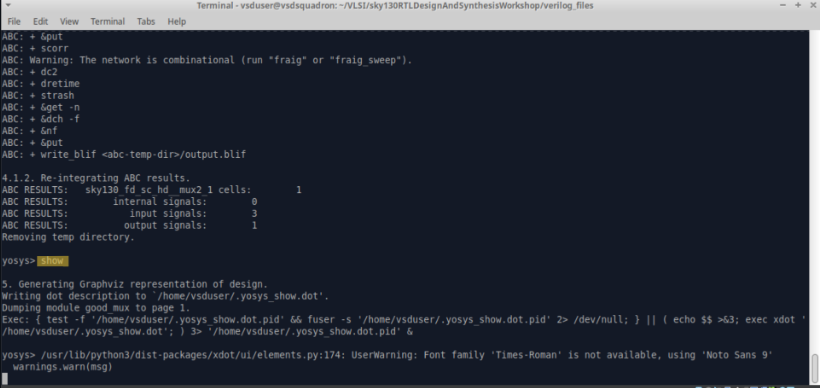 Terminal - vsduser@vsdsquadron: ~/VLSI/sky130RTLDesignAndSynthesisWorkshop/verilog_files
File Edit View Terminal Tabs Help
ABC: + &put
ABC: + scorr
ABC: Warning: The network is combinational (run "fraig" or "fraig_sweep").
ABC: + dc2
ABC: + dretime
ABC: + strash
ABC: + &get -n
ABC: + &dch -f
ABC: + &nf
ABC: + &put
ABC: + write_blif <abc-temp-dir>/output.blif
4.1.2. Re-integrating ABC results.
ABC RESULTS:   sky130_fd_sc_hd__mux2_1 cells:        1
ABC RESULTS:        internal signals:        0
ABC RESULTS:           input signals:        3
ABC RESULTS:          output signals:        1
Removing temp directory.
yosys> show
5. Generating Graphviz representation of design.
Writing dot description to `/home/vsduser/.yosys_show.dot'.
Dumping module good_mux to page 1.
Exec: { test -f '/home/vsduser/.yosys_show.dot.pid' && fuser -s '/home/vsduser/.yosys_show.dot.pid' 2> /dev/null; } || ( echo $$ >&3; exec xdot '
/home/vsduser/.yosys_show.dot'; ) 3> '/home/vsduser/.yosys_show.dot.pid' &
yosys> /usr/lib/python3/dist-packages/xdot/ui/elements.py:174: UserWarning: Font family 'Times-Roman' is not available, using 'Noto Sans 9'
  warnings.warn(msg)